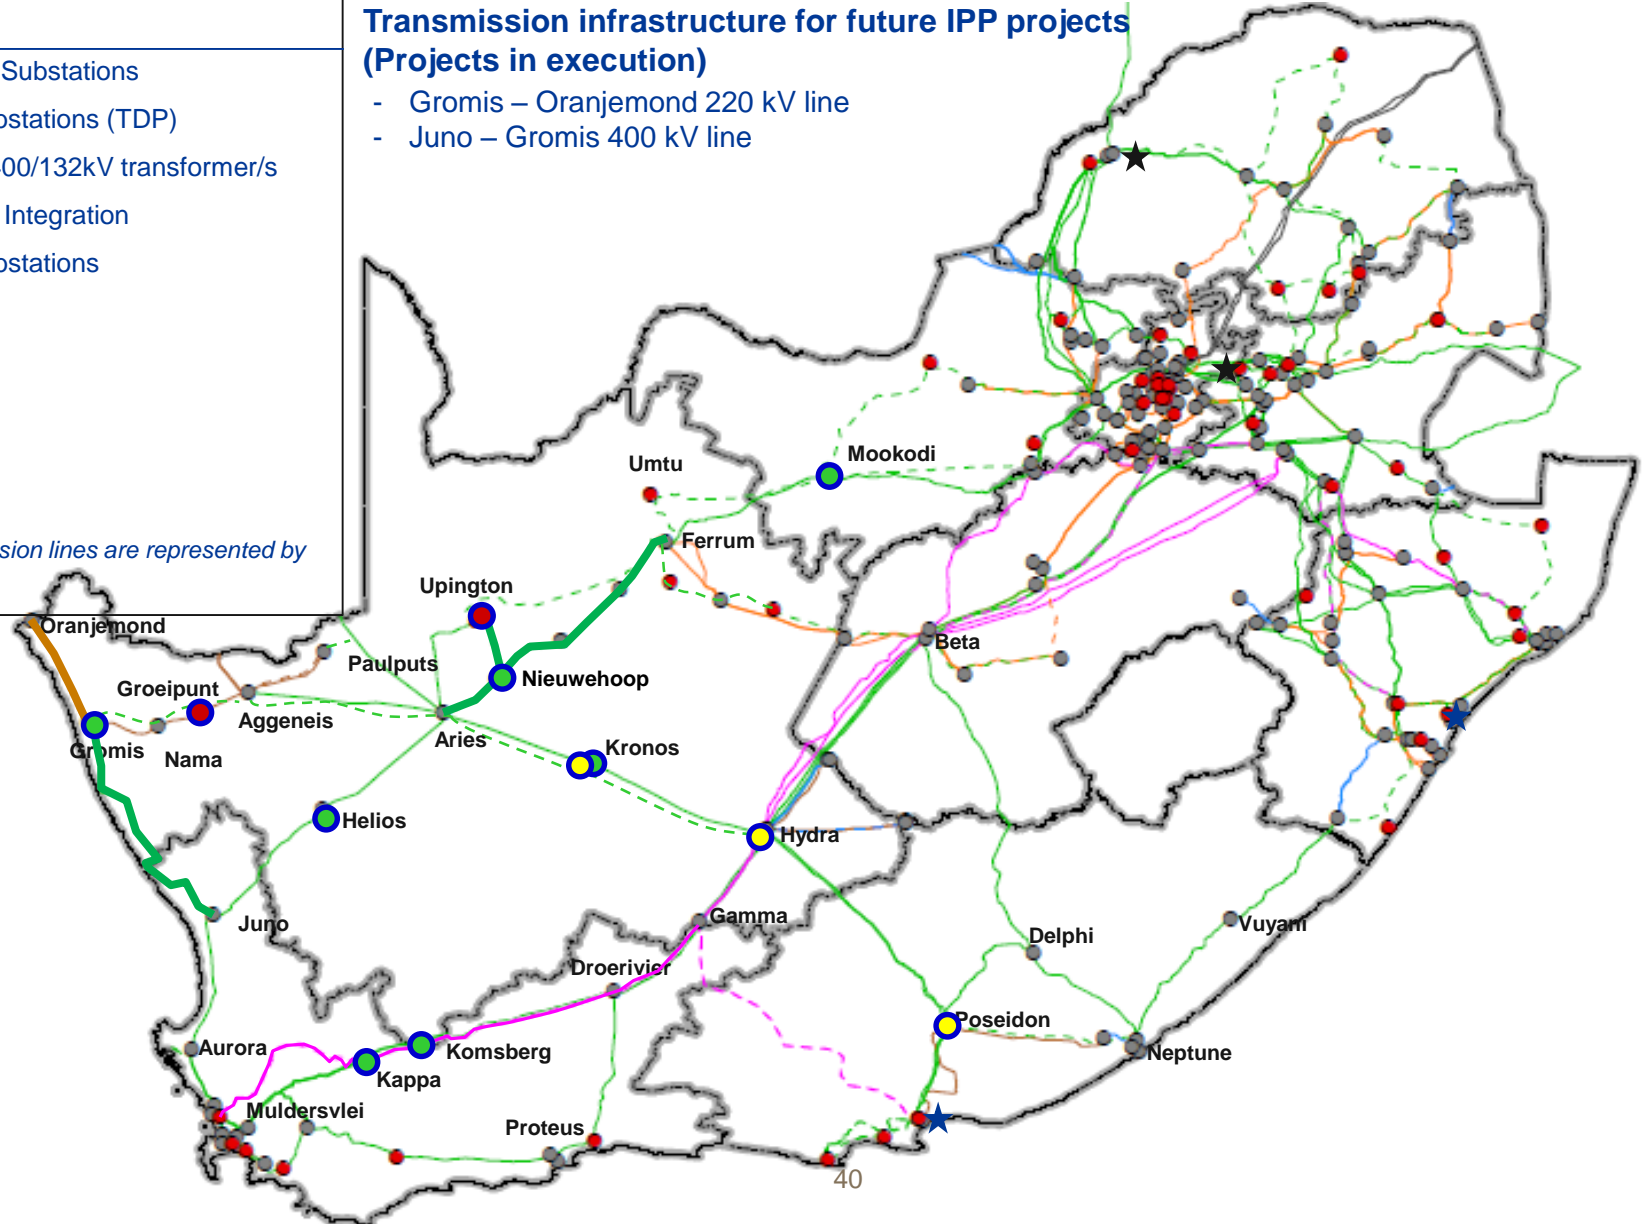 Transmission infrastructure for future IPP projects
(Projects in execution)
- Gromis – Oranjemond 220 kV line
- Juno – Gromis 400 kV line
Substations
ostations (TDP)
00/132kV transformer/s
Integration
ostations
sion lines are represented by
Mookodi
Umtu
Ferrum
Upington
Oranjemond
Beta
Paulputs
Nieuwehoop
Groeipunt
Aggeneis
Aries
Kronos
Gromis
Nama
Helios
Hydra
Juno
Gamma
Vuyani
Delphi
Droerivier
Poseidon
Aurora
Komsberg
Neptune
Kappa
Muldersvlei
Proteus
40